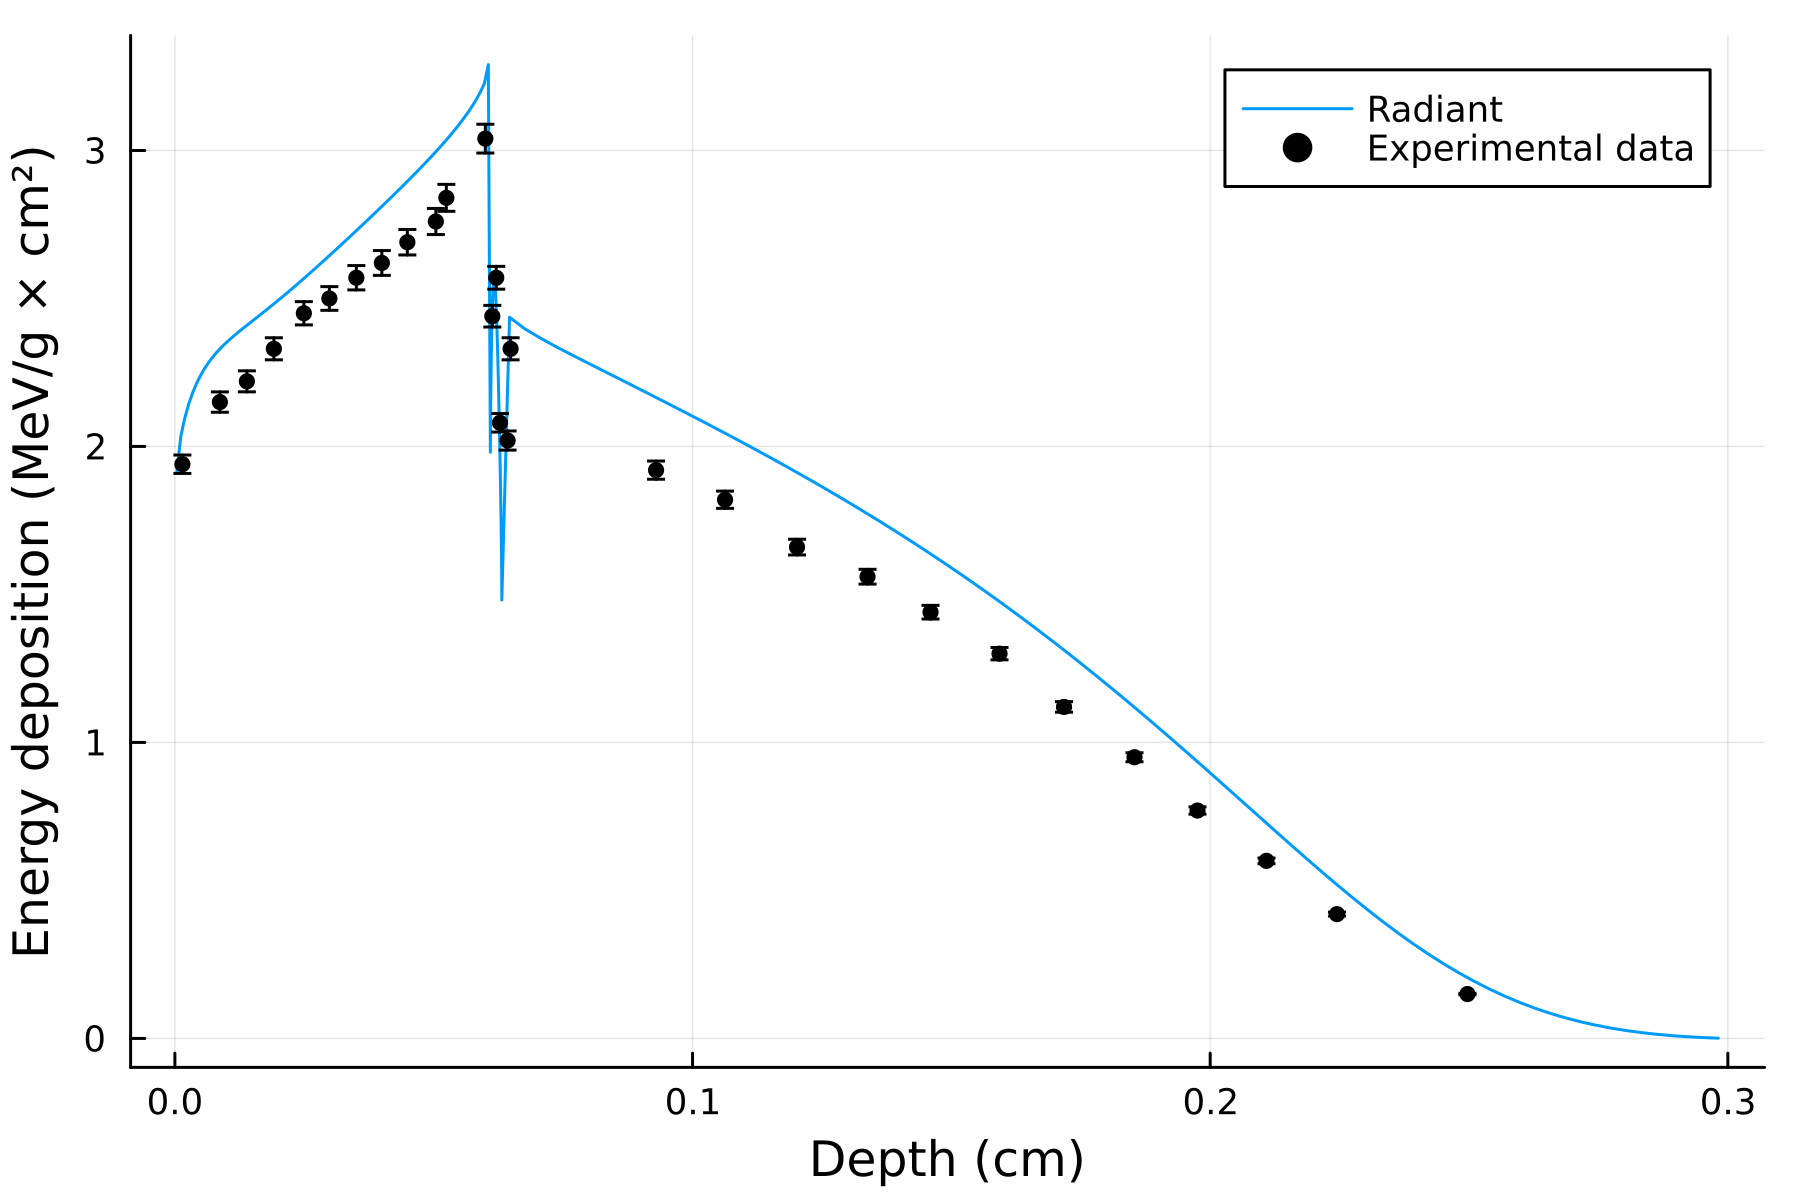 Energy deposition (MeV/g × cm²)
3
2
1
0
Radiant
Experimental data
0.0
0.1
0.2
0.3
Depth (cm)